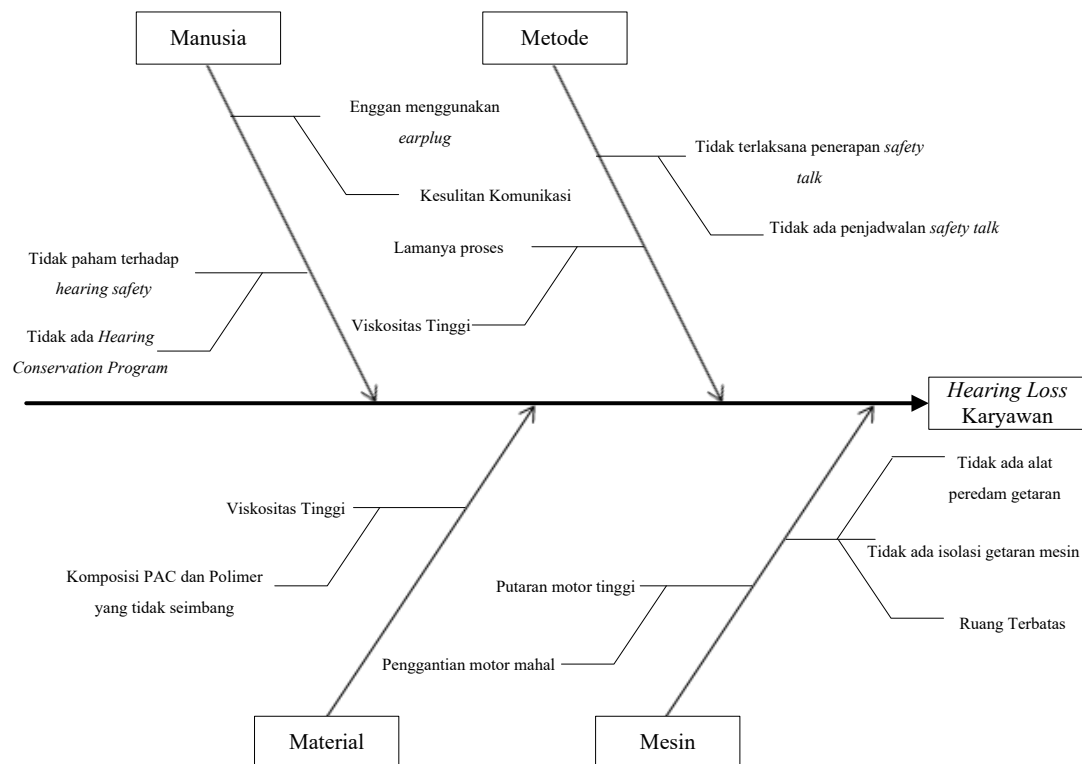 Manusia
Metode
Enggan menggunakan
earplug
Kesulitan Komunikasi
Tidak paham terhadap
hearing safety
Tidak ada Hearing
Conservation Program
Tidak terlaksana penerapan safety
talk
Tidak ada penjadwalan safety talk
Lamanya proses
Viskositas Tinggi
Hearing Loss
Karyawan
Viskositas Tinggi
Komposisi PAC dan Polimer
yang tidak seimbang
Tidak ada alat
peredam getaran
Tidak ada isolasi getaran mesin
Ruang Terbatas
Putaran motor tinggi
Penggantian motor mahal
Material
Mesin